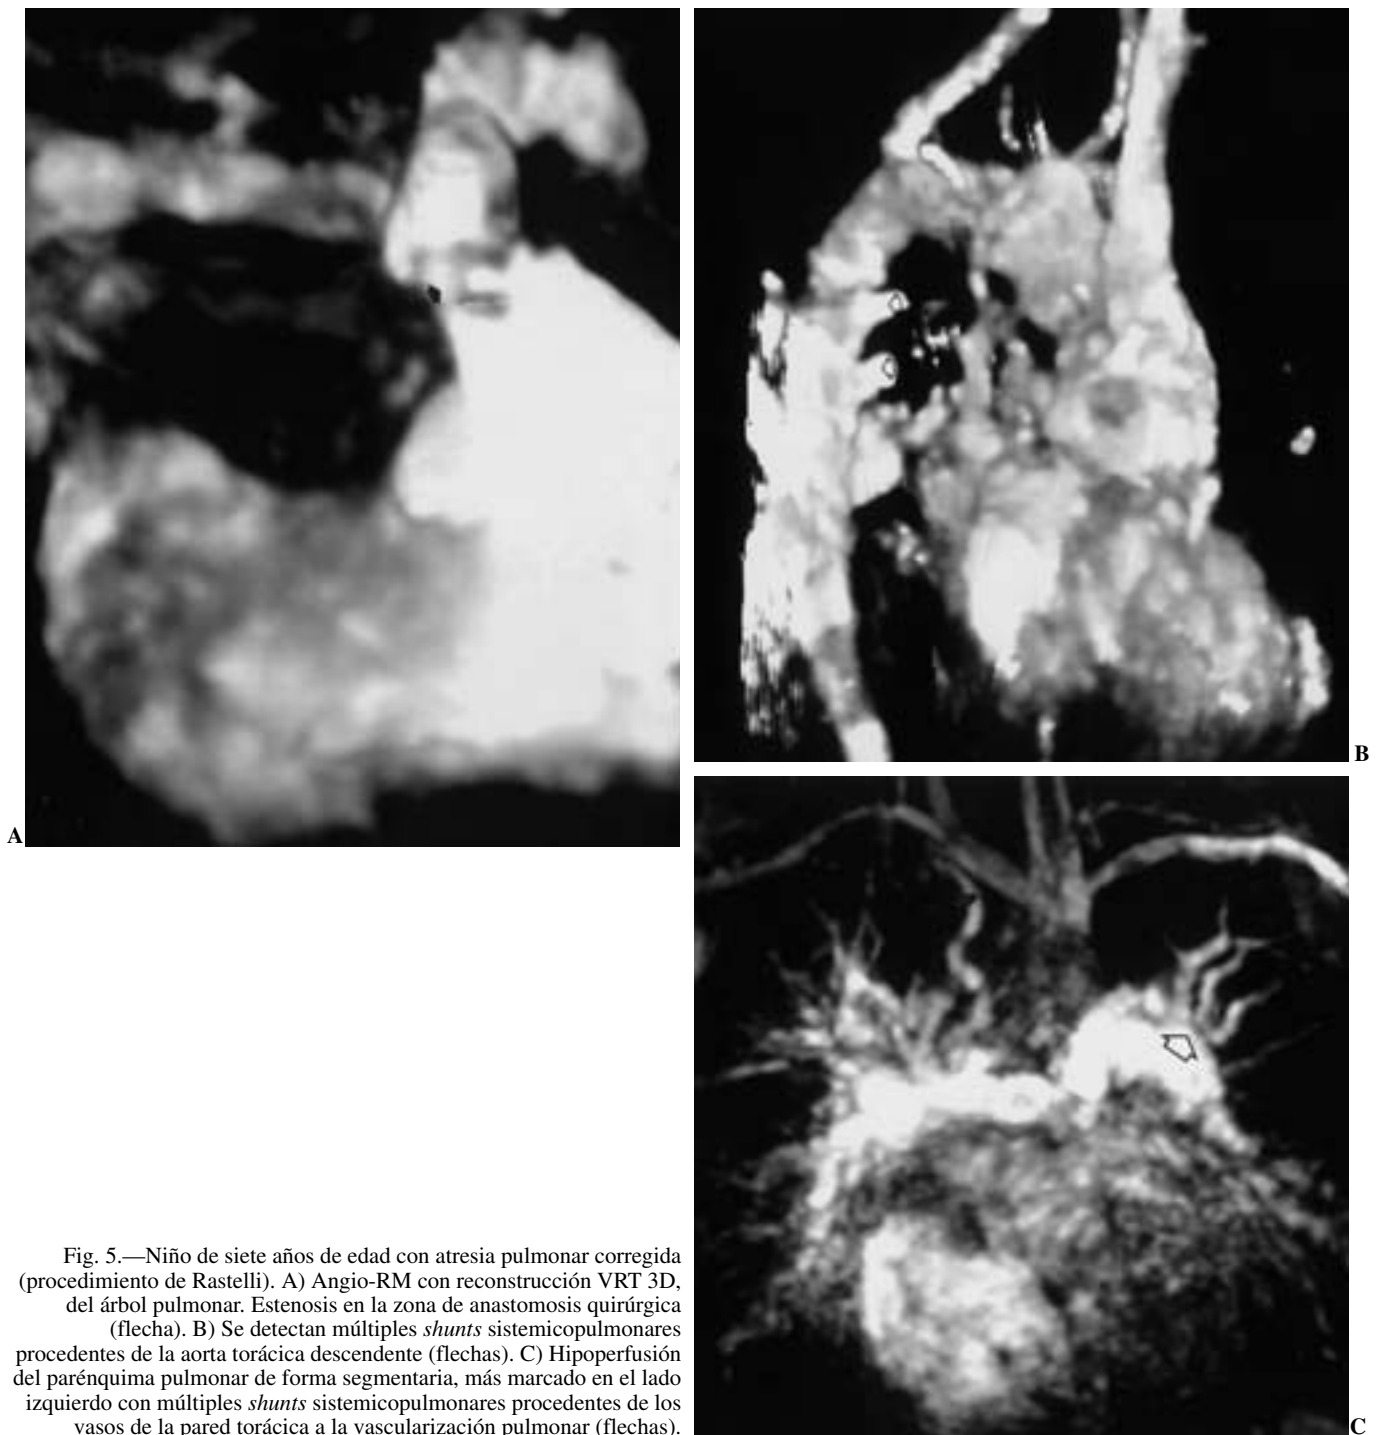 A
B
C
Fig. 5.—Niño de siete años de edad con atresia pulmonar corregida
(procedimiento de Rastelli). A) Angio-RM con reconstrucción VRT 3D,
del árbol pulmonar. Estenosis en la zona de anastomosis quirúrgica
(flecha). B) Se detectan múltiples shunts sistemicopulmonares
procedentes de la aorta torácica descendente (flechas). C) Hipoperfusión
del parénquima pulmonar de forma segmentaria, más marcado en el lado
izquierdo con múltiples shunts sistemicopulmonares procedentes de los
vasos de la pared torácica a la vascularización pulmonar (flechas).